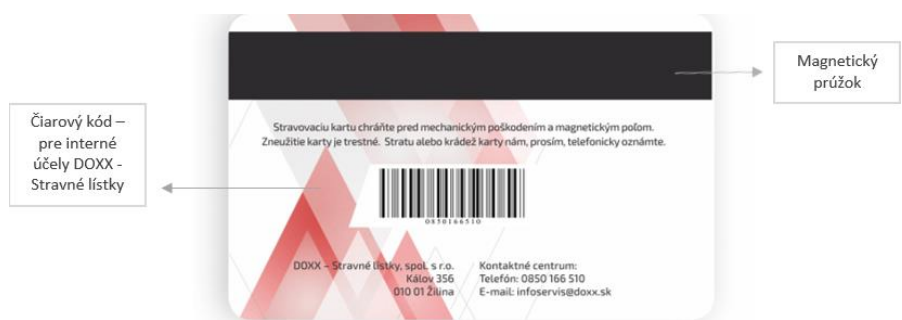 Magnetický
prúžok
Čiarový kód –
pre interné
účely DOXX -
Stravné lístky
Stravovaciu kartu chráňte pred mechanickým poškodením a magnetickým poľom.
Zneužitie karty je trestné. Stratu alebo krádež karty nám, prosím, telefonicky oznámte.
0850166510
DOXX – Stravné lístky, spol. s r.o.
Kálov 356
010 01 Žilina
Kontaktné centrum:
Telefón: 0850 166 510
E-mail: infoservis@doxx.sk